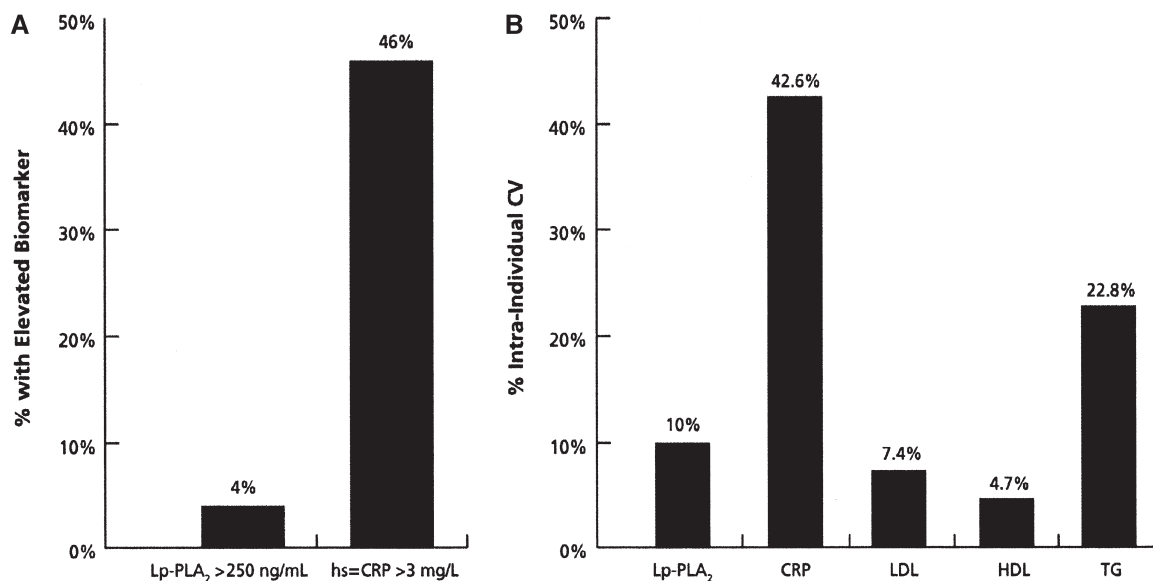 A
% with Elevated Biomarker
50%
40%
30%
20%
10%
0%
46%
4%
Lp-PLA₂ >250 ng/mL
hs=CRP >3 mg/L
B
% Intra-Individual CV
50%
40%
30%
20%
10%
0%
10%
42.6%
7.4%
4.7%
22.8%
Lp-PLA₂
CRP
LDL
HDL
TG